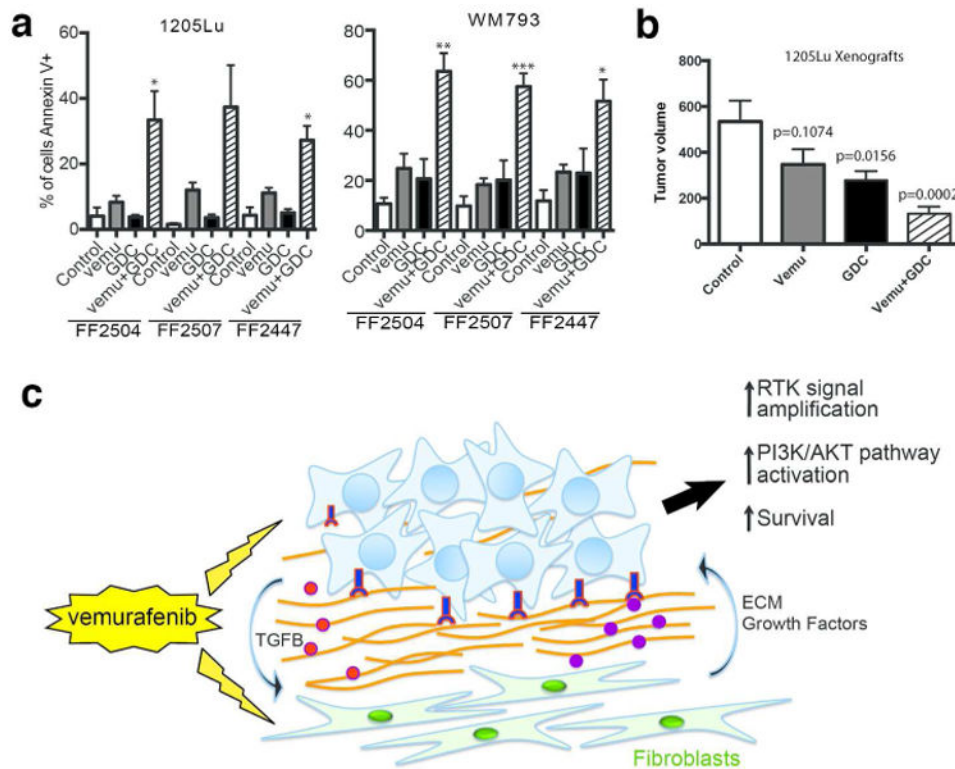 a
1205Lu
% of cells Annexin V+
60
40
20
0
*
*
Control
vemu
GDC
vemu+GDC
Control
Vemu
GDC
vemu+GDC
Control
Vemu
GDC
vemu+GDC
FF2504
FF2507
FF2447
WM793
80
60
40
20
0
**
***
*
Control
vemu
GDC
vemu+GDC
Control
Vemu
GDC
vemu+GDC
Control
Vemu
GDC
vemu+GDC
FF2504
FF2507
FF2447
b
1205Lu Xenografts
Tumor volume
800
600
400
200
0
p=0.1074
p=0.0156
p=0.0002
Control
Vemu
GDC
Vemu+GDC
c
RTK signal
amplification
PI3K/AKT pathway
activation
Survival
vemurafenib
TGFB
ECM
Growth Factors
Fibroblasts